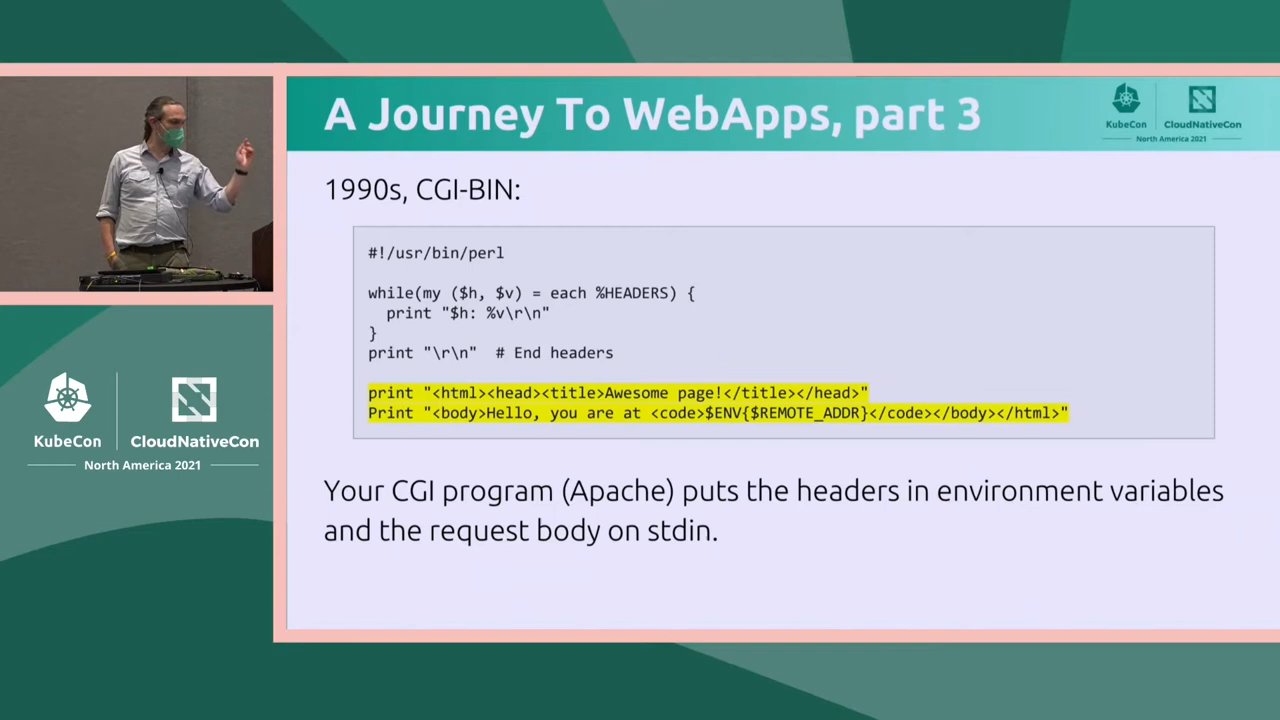 A Journey To WebApps, part 3
KubeCon
CloudNativeCon
North America 2021
1990s, CGI-BIN:
#!/usr/bin/perl
while(my ($h, $v) = each %HEADERS) {
print "$h: %v\r\n"
}
print "\r\n" # End headers
print "<html><head><title>Awesome page!</title></head>"
Print "<body>Hello, you are at <code>$ENV{$REMOTE_ADDR}</code></body></html>"
Your CGI program (Apache) puts the headers in environment variables
and the request body on stdin.
KubeCon
CloudNativeCon
North America 2021